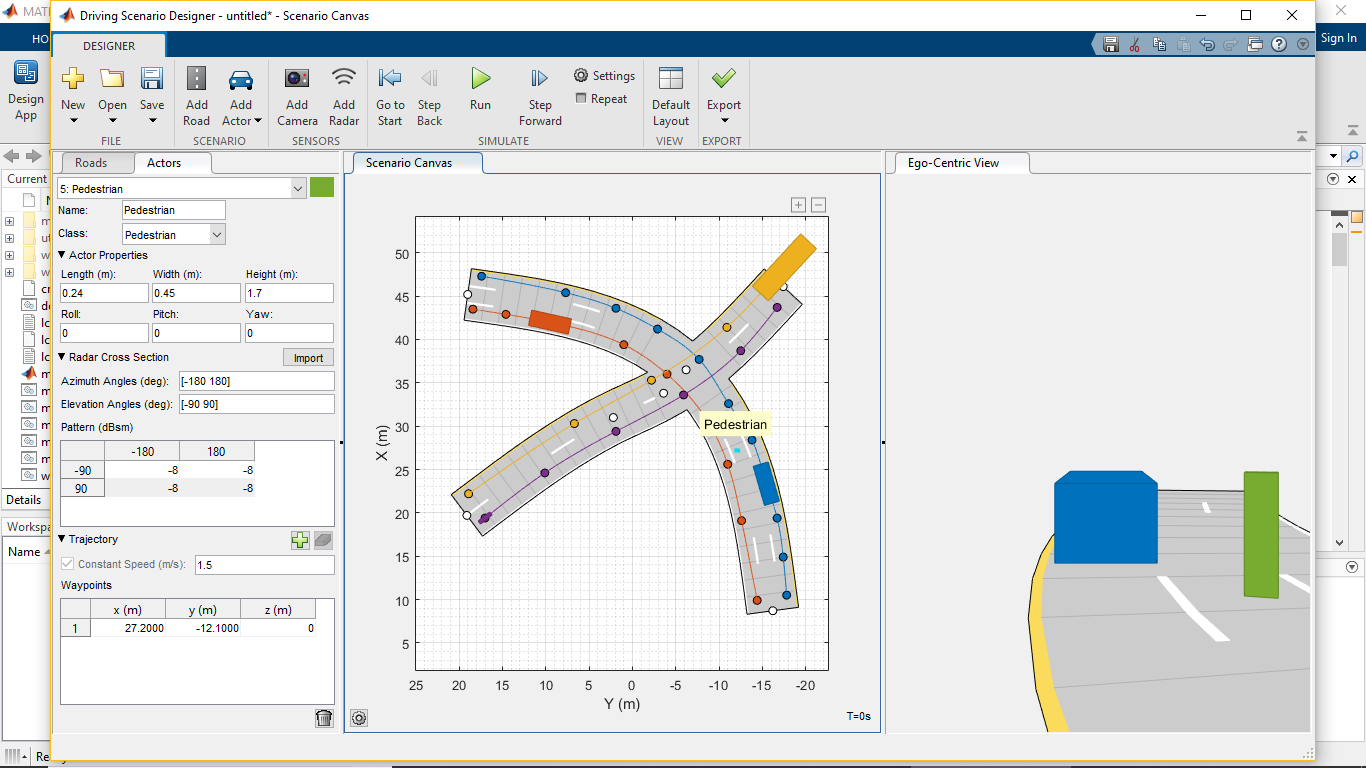 MAT
Driving Scenario Designer - untitled* - Scenario Canvas
HO
DESIGNER
Sign In
Design
App
New
Open
Save
Add
Road
Add
Actor
Add
Camera
Add
Radar
Go to
Start
Step
Back
Run
Step
Forward
Settings
Repeat
Default
Layout
Export
FILE
SCENARIO
SENSORS
SIMULATE
VIEW
EXPORT
Current
Details
Workspa
Name
Roads
Actors
5: Pedestrian
Name:
Pedestrian
Class:
Pedestrian
Actor Properties
Length (m):
Width (m):
Height (m):
0.24
0.45
1.7
Roll:
Pitch:
Yaw:
0
0
0
Radar Cross Section
Import
Azimuth Angles (deg):
[-180 180]
Elevation Angles (deg):
[-90 90]
Pattern (dBsm)
-180
180
-90
-8
-8
90
-8
-8
Trajectory
Constant Speed (m/s):
1.5
Waypoints
x (m)
y (m)
z (m)
1
27.2000
-12.1000
0
Scenario Canvas
50
45
40
35
30
25
20
15
10
5
X (m)
Pedestrian
25
20
15
10
5
0
-5
-10
-15
-20
Y (m)
T=0s
Ego-Centric View